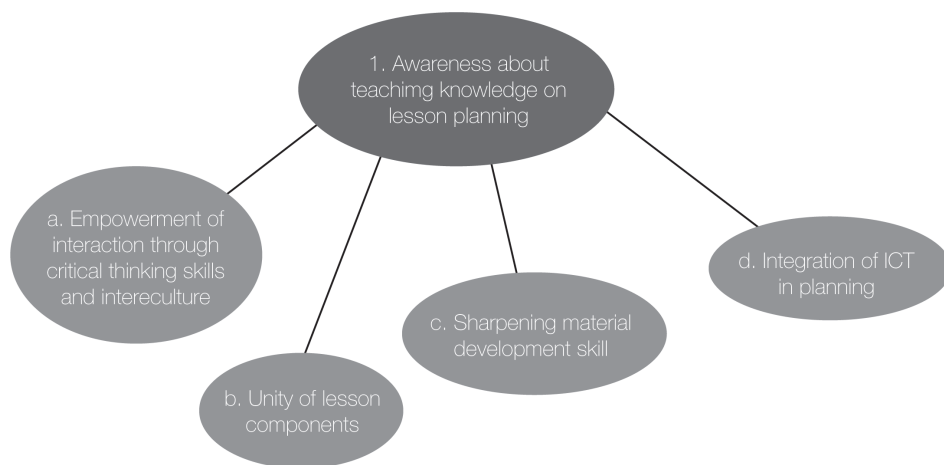 1. Awareness about
teachimg knowledge on
lesson planning
a. Empowerment of
interaction through
critical thinking skills
and intereculture
b. Unity of lesson
components
c. Sharpening material
development skill
d. Integration of ICT
in planning